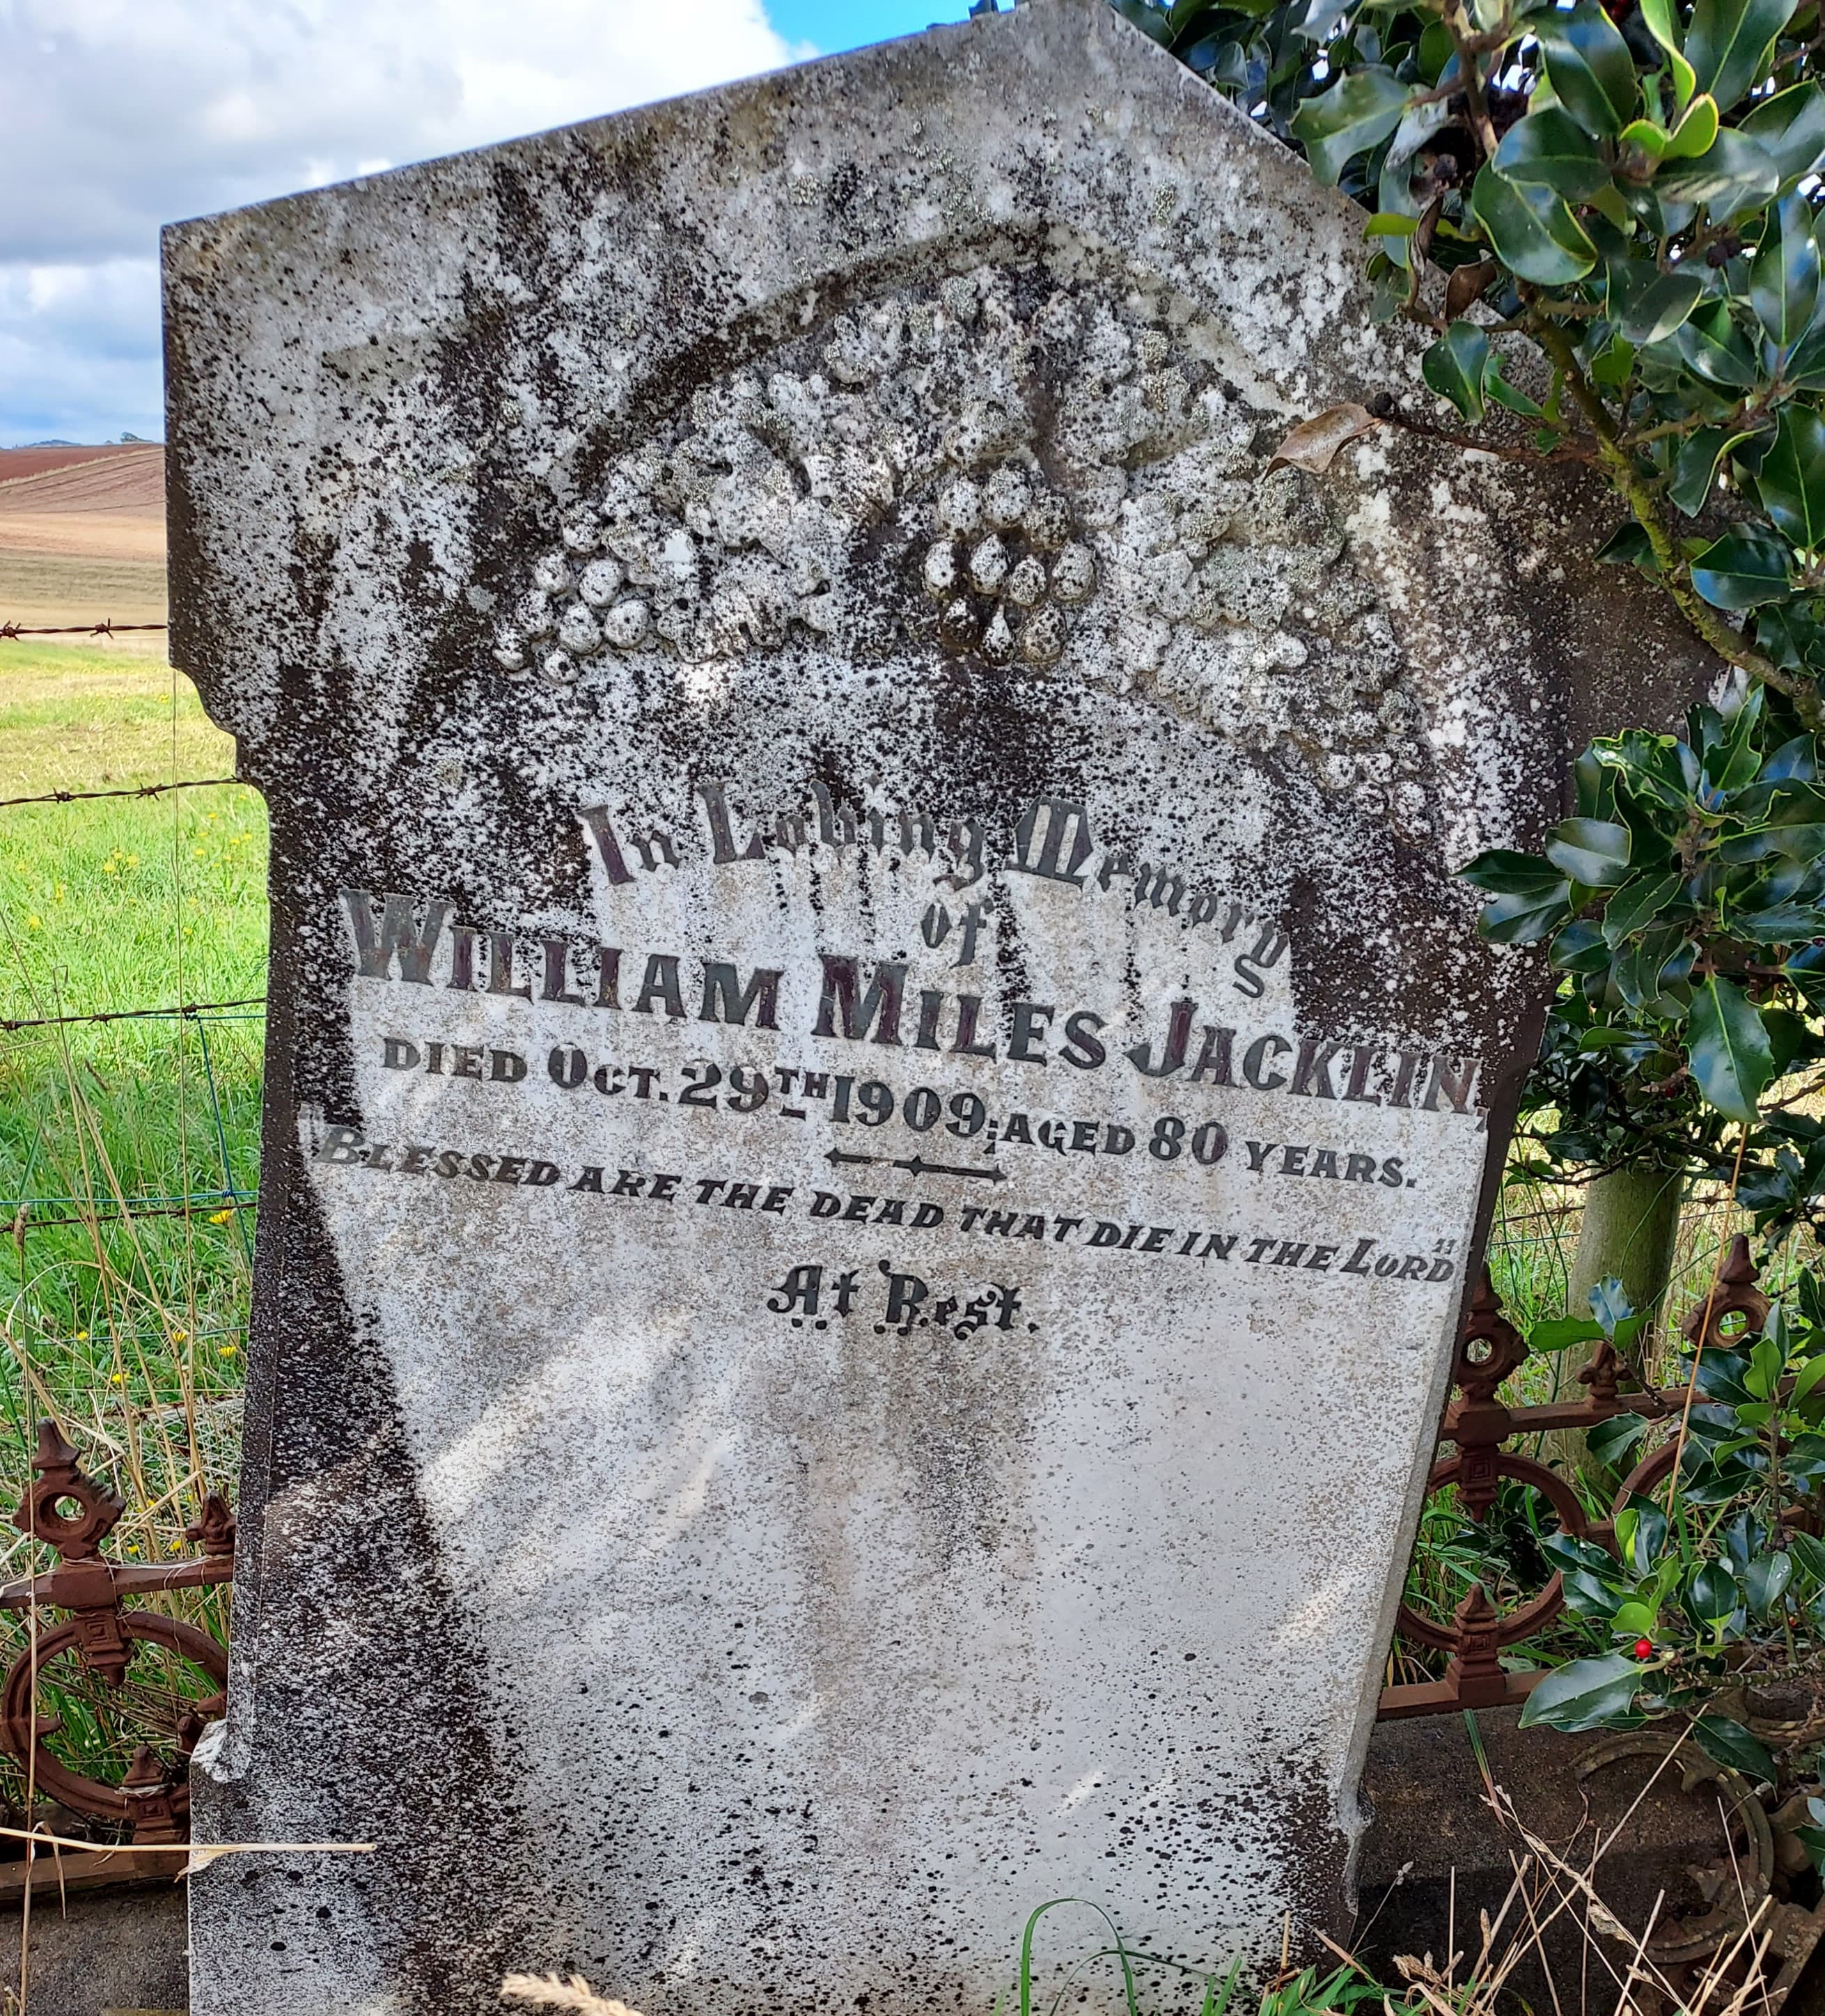 In Loving Memory
of
WILLIAM MILES JACKLIN,
DIED OCT. 29TH 1909; AGED 80 YEARS.
"BLESSED ARE THE DEAD THAT DIE IN THE LORD"
At Rest.